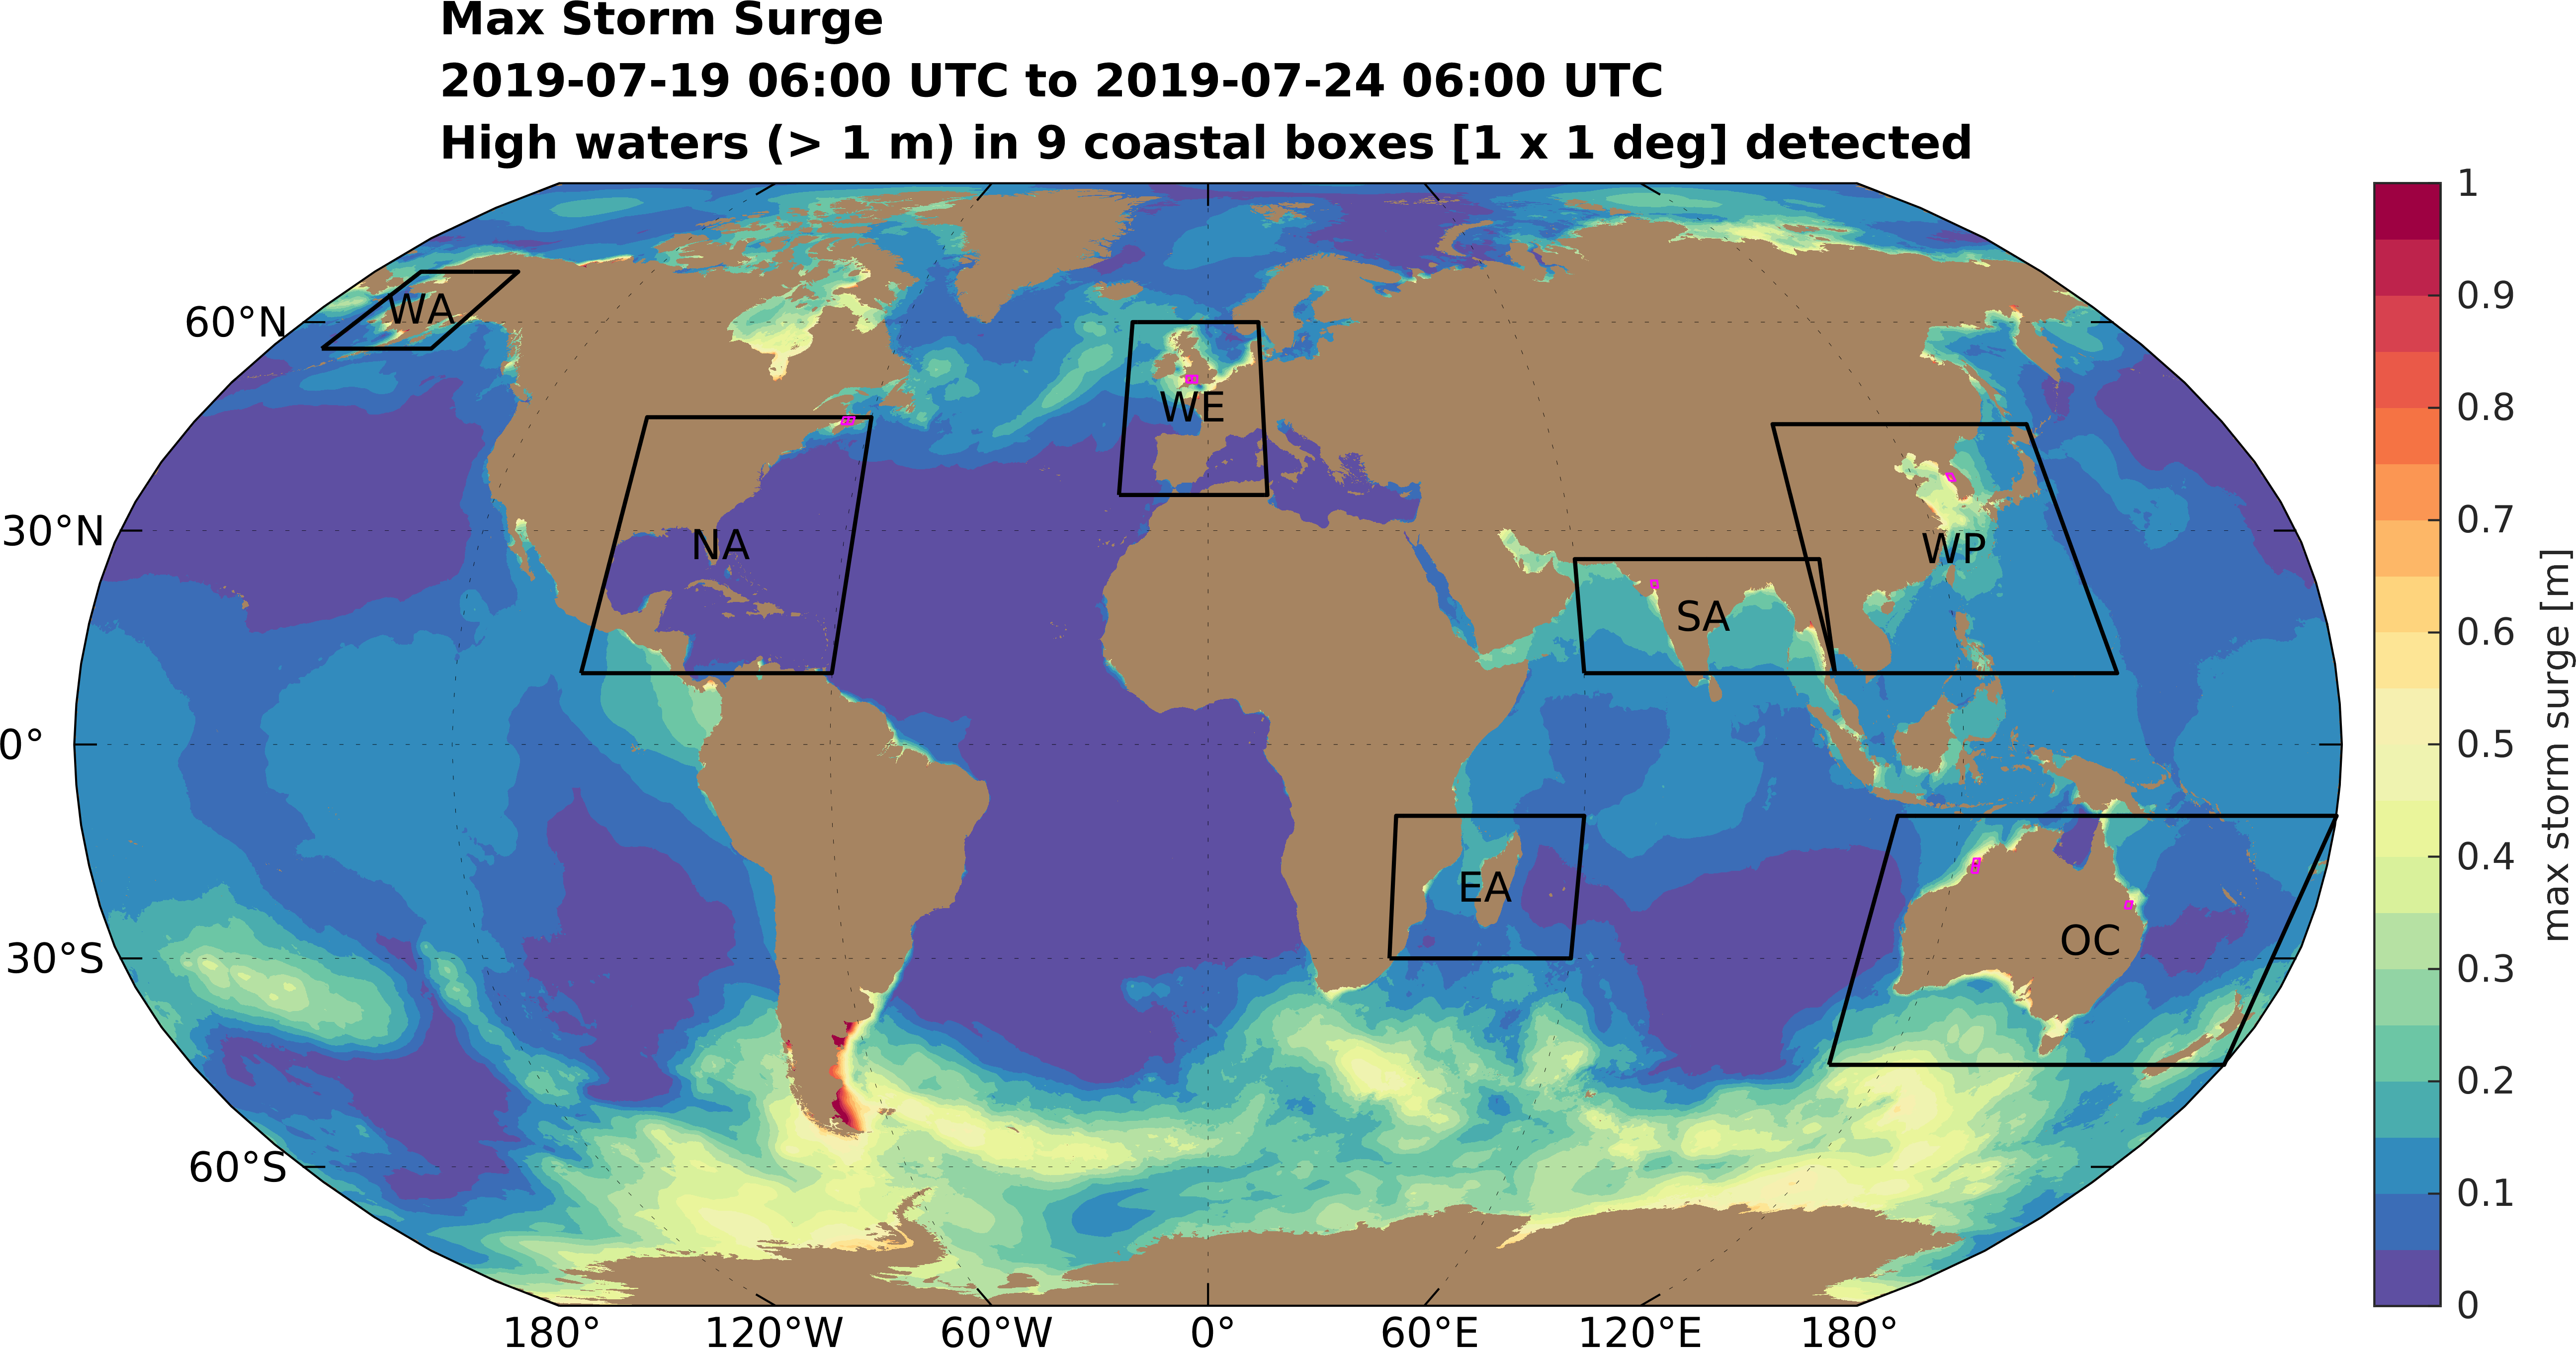 Max Storm Surge
2019-07-19 06:00 UTC to 2019-07-24 06:00 UTC
High waters (> 1 m) in 9 coastal boxes [1 x 1 deg] detected
60°N
30°N
0°
30°S
60°S
WA
NA
WE
WP
SA
EA
OC
180°
120°W
60°W
0°
60°E
120°E
180°
1
0.9
0.8
0.7
0.6
0.5
0.4
0.3
0.2
0.1
0
max storm surge [m]